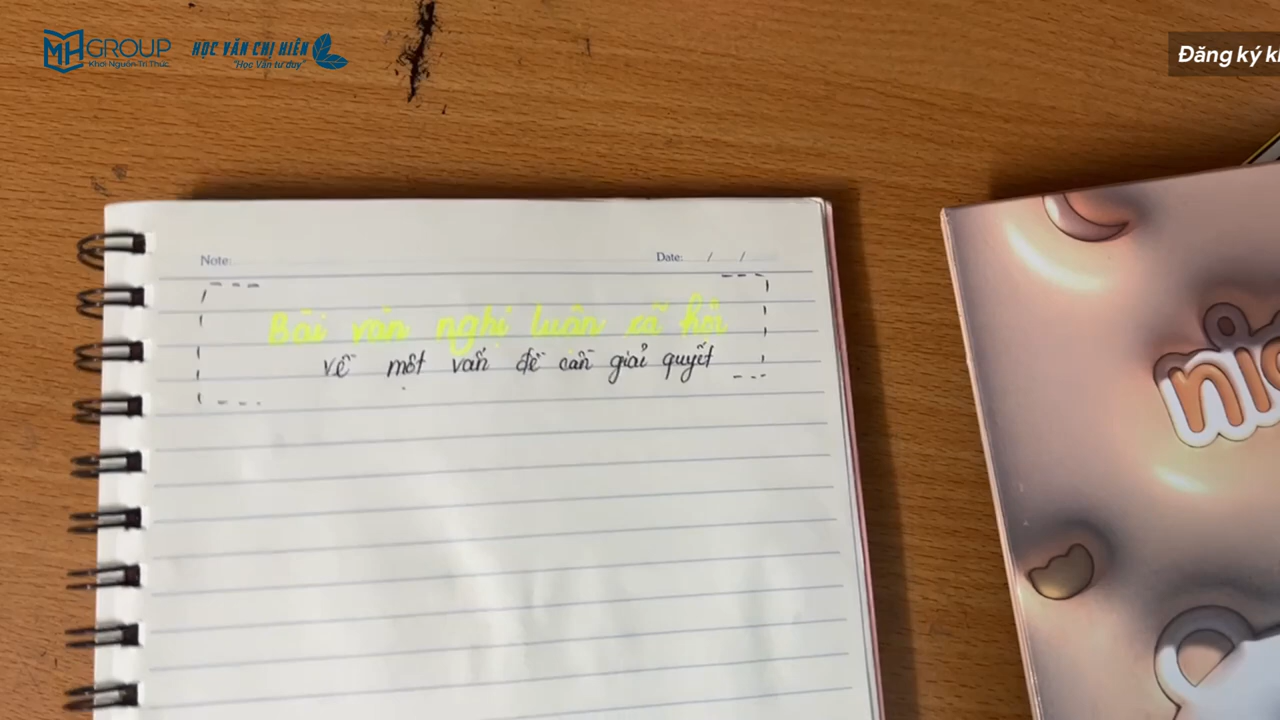 MH GROUP
Khơi Nguồn Tri Thức
HỌC VĂN CHỊ HIÊN
"Học Văn tư duy"
Đăng ký k
Note:
Date: / /
Bài văn nghị luận xã hội
về một vấn đề cần giải quyết